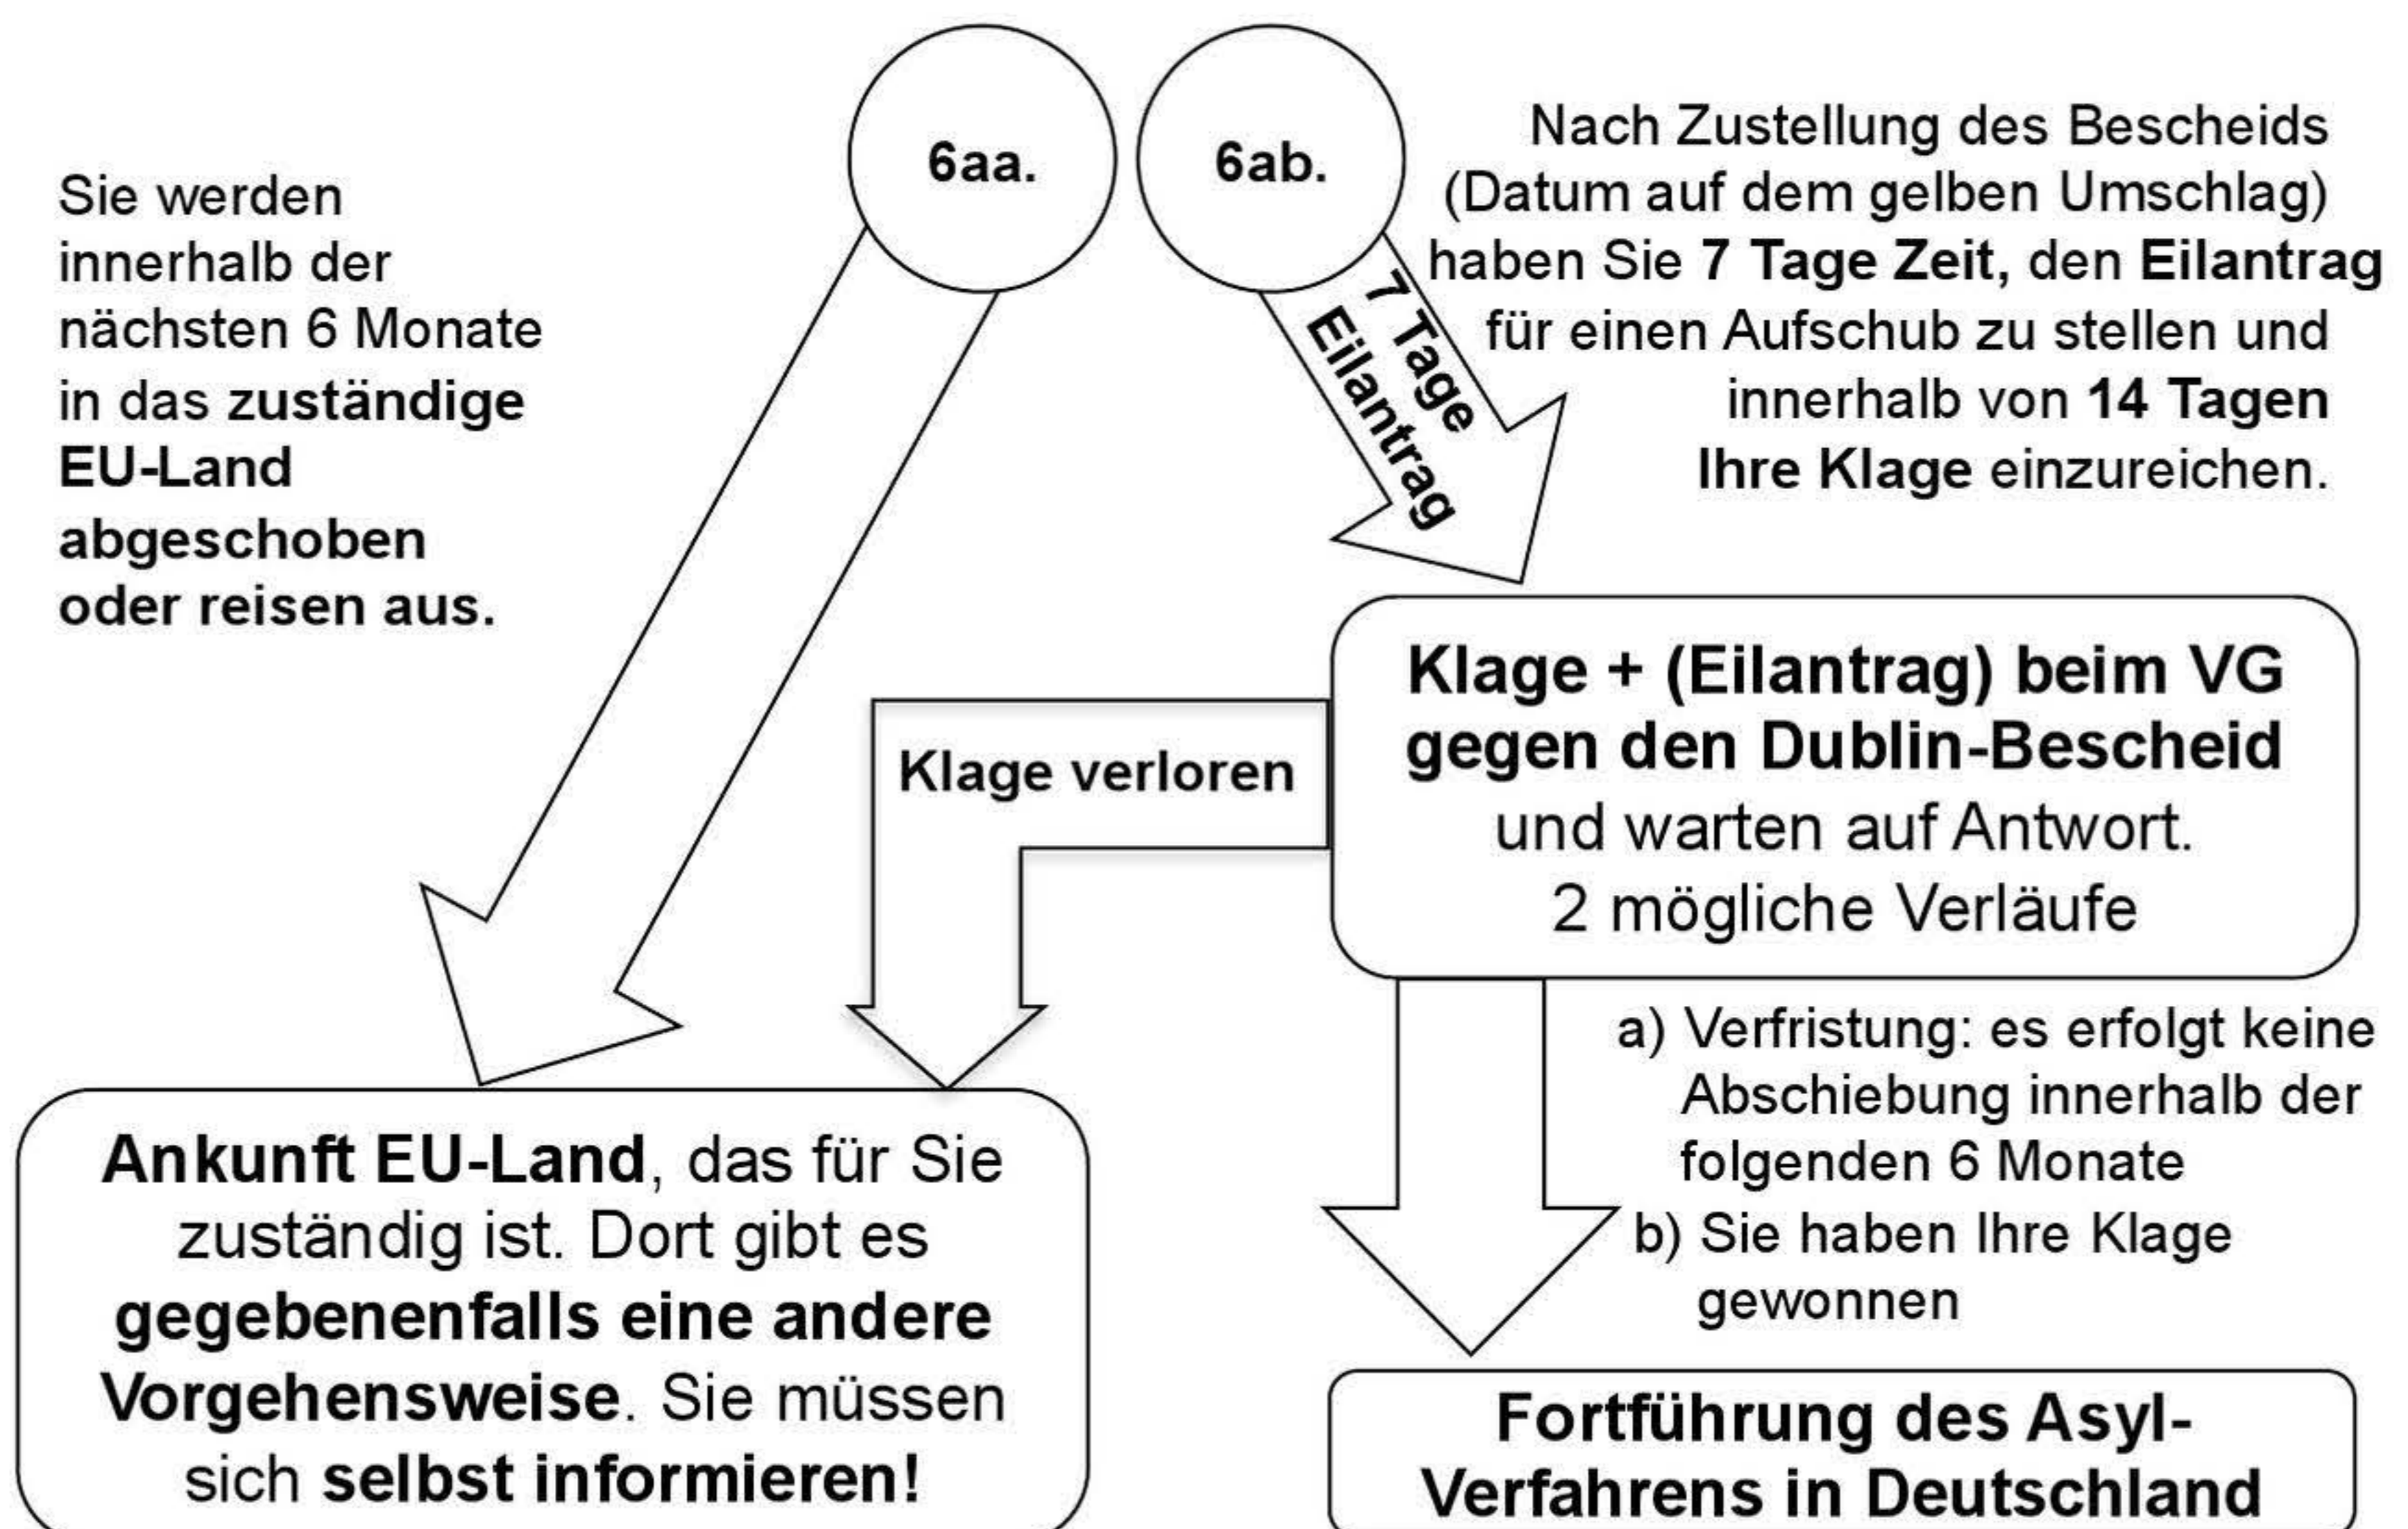 6aa.
6ab.
Sie werden
innerhalb der
nächsten 6 Monate
in das zuständige
EU-Land
abgeschoben
oder reisen aus.
Nach Zustellung des Bescheids
(Datum auf dem gelben Umschlag)
haben Sie 7 Tage Zeit, den Eilantrag
für einen Aufschub zu stellen und
innerhalb von 14 Tagen
Ihre Klage einzureichen.
7 Tage
Eilantrag
Klage + (Eilantrag) beim VG
gegen den Dublin-Bescheid
und warten auf Antwort.
2 mögliche Verläufe
Klage verloren
a) Verfristung: es erfolgt keine
Abschiebung innerhalb der
folgenden 6 Monate
b) Sie haben Ihre Klage
gewonnen
Ankunft EU-Land, das für Sie
zuständig ist. Dort gibt es
gegebenenfalls eine andere
Vorgehensweise. Sie müssen
sich selbst informieren!
Fortführung des Asyl-
Verfahrens in Deutschland